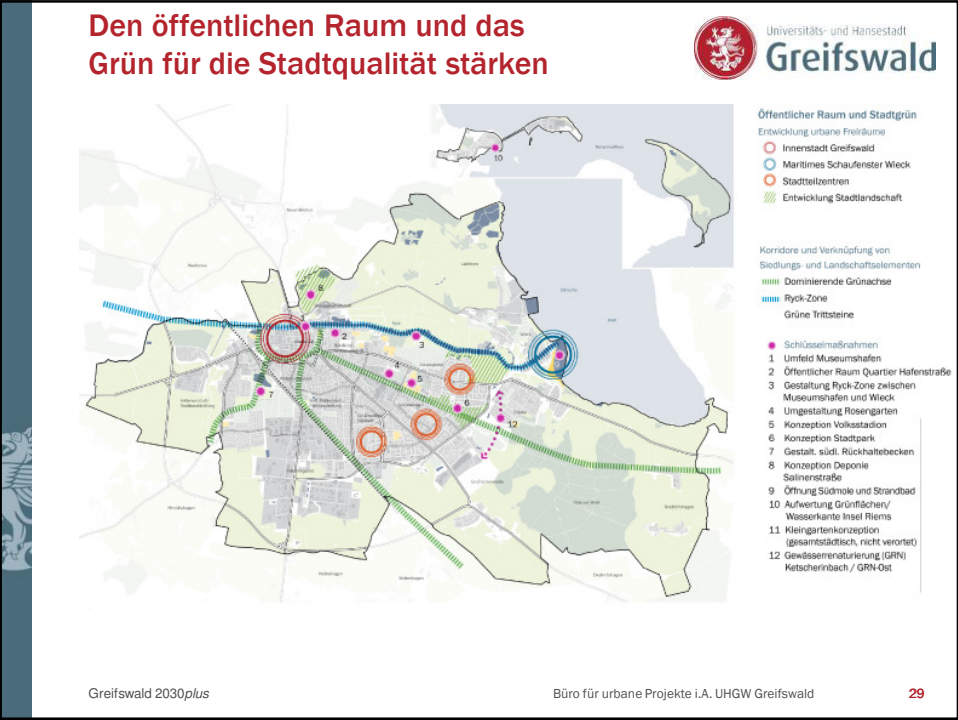 Den öffentlichen Raum und das
Grün für die Stadtqualität stärken
Universitäts- und Hansestadt
Greifswald
Öffentlicher Raum und Stadtgrün
Entwicklung urbane Freiräume
Innenstadt Greifswald
Maritimes Schaufenster Wieck
Stadtteilzentren
Entwicklung Stadtlandschaft
Korridore und Verknüpfung von
Siedlungs- und Landschaftselementen
Dominierende Grünachse
Ryck-Zone
Grüne Trittsteine
Schlüsselmaßnahmen
1 Umfeld Museumshafen
2 Öffentlicher Raum Quartier Hafenstraße
3 Gestaltung Ryck-Zone zwischen
Museumshafen und Wieck
4 Umgestaltung Rosengarten
5 Konzeption Volksstadion
6 Konzeption Stadtpark
7 Gestalt. südl. Rückhaltebecken
8 Konzeption Deponie
Salinenstraße
9 Öffnung Südmole und Strandbad
10 Aufwertung Grünflächen/
Wasserkante Insel Riems
11 Kleingartenkonzeption
(gesamtstädtisch, nicht verortet)
12 Gewässerrenaturierung (GRN)
Ketscherinbach / GRN-Ost
10
8
1
2
3
4
5
6
7
12
Greifswald 2030plus
Büro für urbane Projekte i.A. UHGW Greifswald
29